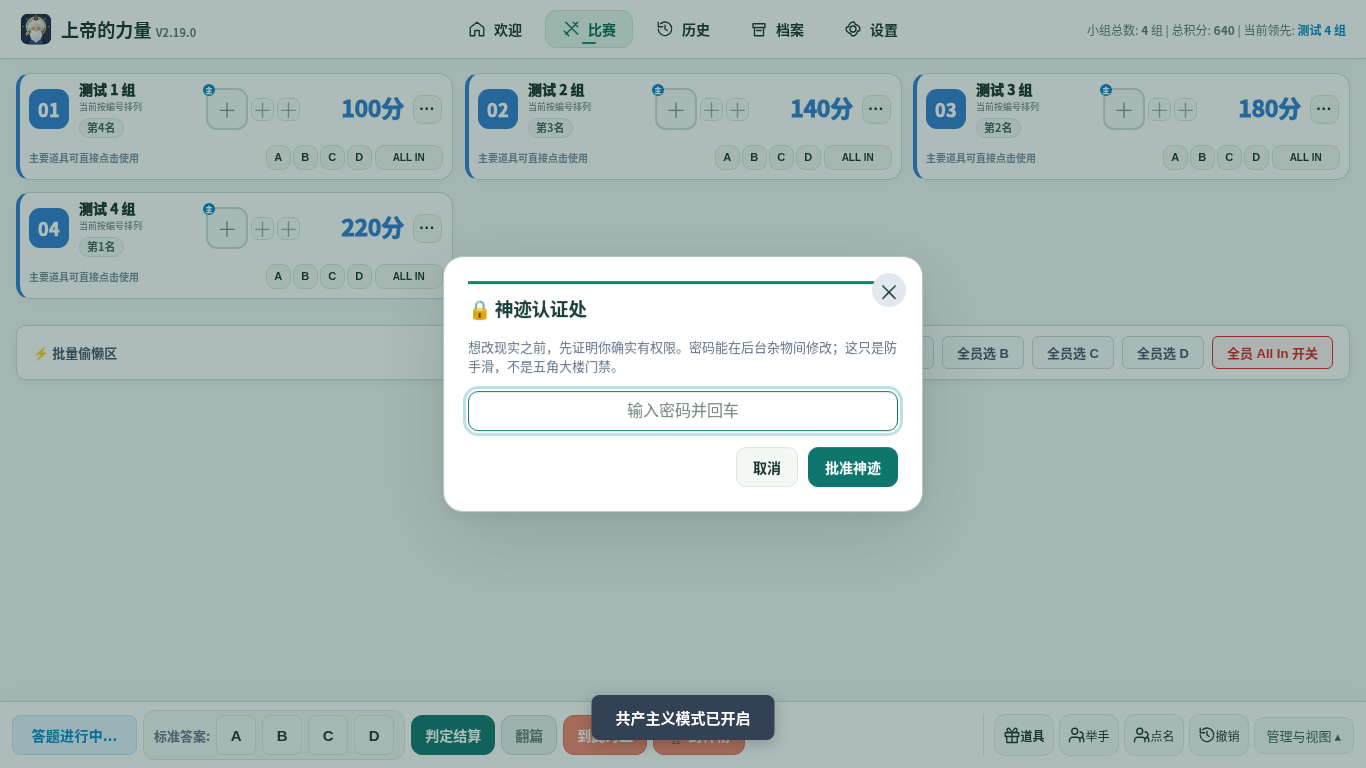 上帝的力量 V2.19.0
欢迎
比赛
历史
档案
设置
小组总数: 4 组 | 总积分: 640 | 当前领先: 测试 4 组
01
测试 1 组
当前按编号排列
第4名
主
100分
...
主要道具可直接点击使用
A
B
C
D
ALL IN
02
测试 2 组
当前按编号排列
第3名
主
140分
...
主要道具可直接点击使用
A
B
C
D
ALL IN
03
测试 3 组
当前按编号排列
第2名
主
180分
...
主要道具可直接点击使用
A
B
C
D
ALL IN
04
测试 4 组
当前按编号排列
第1名
主
220分
...
主要道具可直接点击使用
A
B
C
D
ALL IN
⚡ 批量偷懒区
全员选 B
全员选 C
全员选 D
全员 All In 开关
🔒 神迹认证处
想改现实之前，先证明你确实有权限。密码能在后台杂物间修改；这只是防
手滑，不是五角大楼门禁。
输入密码并回车
取消
批准神迹
共产主义模式已开启
答题进行中...
标准答案:
A
B
C
D
判定结算
翻篇
道具
举手
点名
撤销
管理与视图 ▴